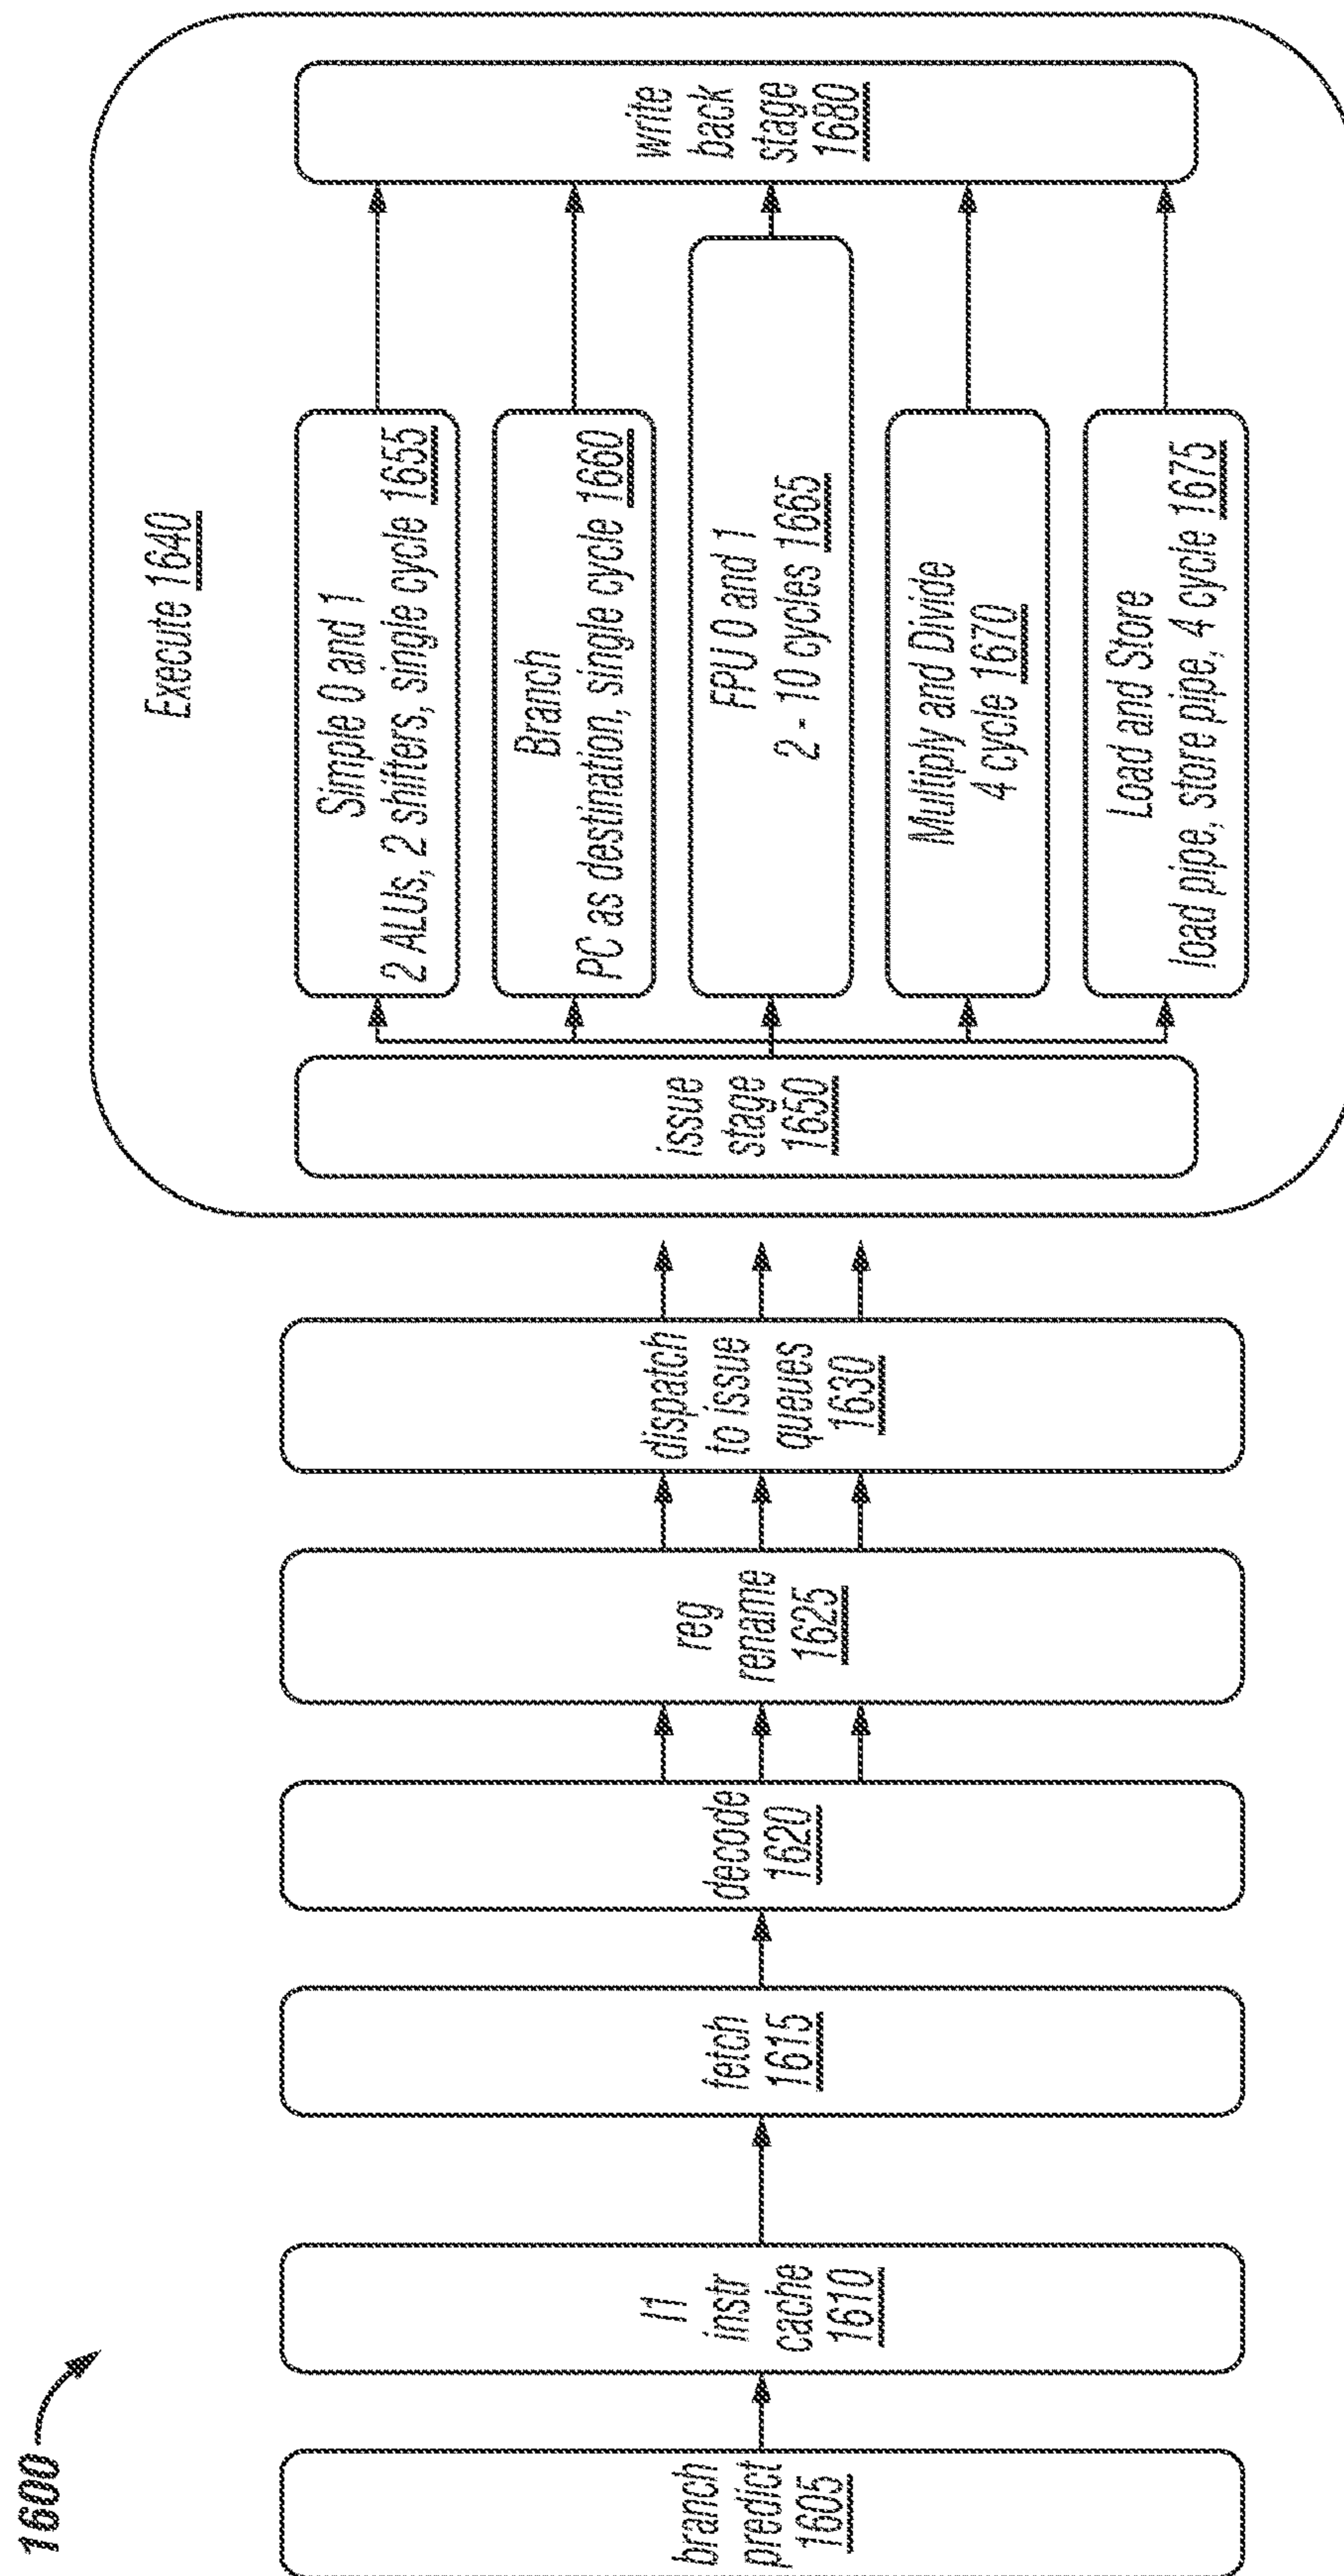 1600
branch
predict
1605
l1
instr
cache
1610
fetch
1615
decode
1620
reg
rename
1625
dispatch
to issue
queues
1630
Execute 1640
issue
stage
1650
Simple 0 and 1
2 ALUs, 2 shifters, single cycle 1655
Branch
PC as destination, single cycle 1660
FPU 0 and 1
2 - 10 cycles 1665
Multiply and Divide
4 cycle 1670
Load and Store
load pipe, store pipe, 4 cycle 1675
write
back
stage
1680